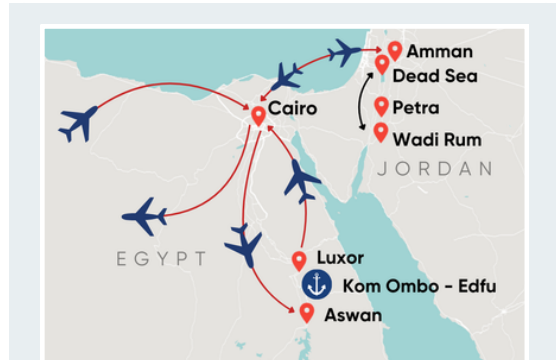 Amman
Dead Sea
Cairo
Petra
Wadi Rum
JORDAN
EGYPT
Luxor
Kom Ombo - Edfu
Aswan